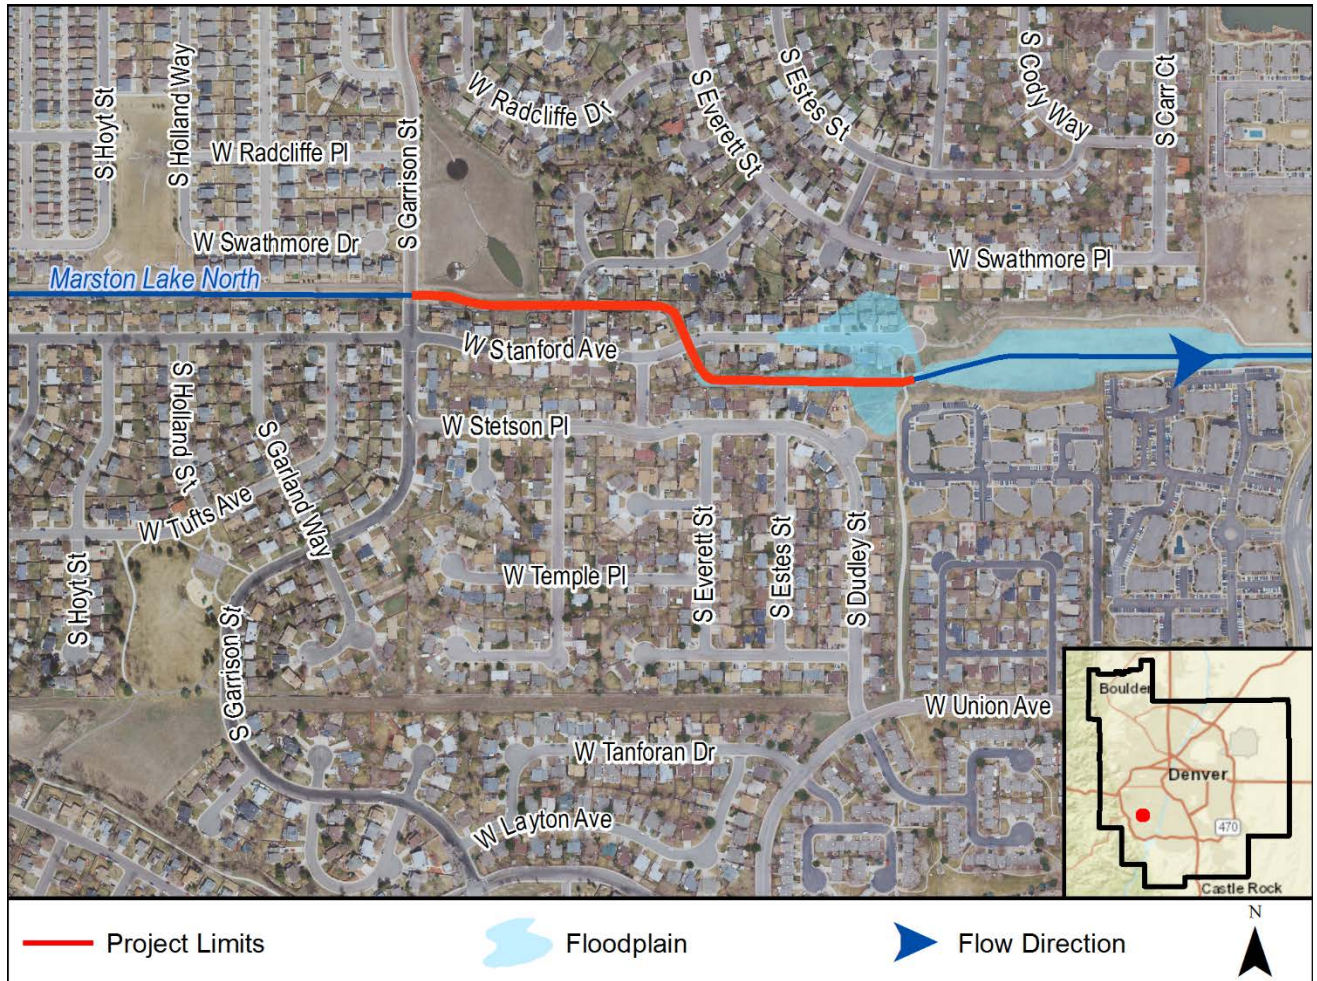 S Hoyt St
S Holland Way
W Radcliffe Pl
W Swathmore Dr
S Garrison St
W Radcliffe Dr
S Everett St
S Estes St
S Cody Way
S Carr Ct
W Swathmore Pl
Marston Lake North
W Stanford Ave
W Stetson Pl
S Holland St
S Garland Way
W Tufts Ave
S Hoyt St
S Garrison St
W Temple Pl
S Everett St
S Estes St
S Dudley St
W Union Ave
W Tanforan Dr
W Layton Ave
Boulder
Denver
470
Castle Rock
Project Limits
Floodplain
Flow Direction
N